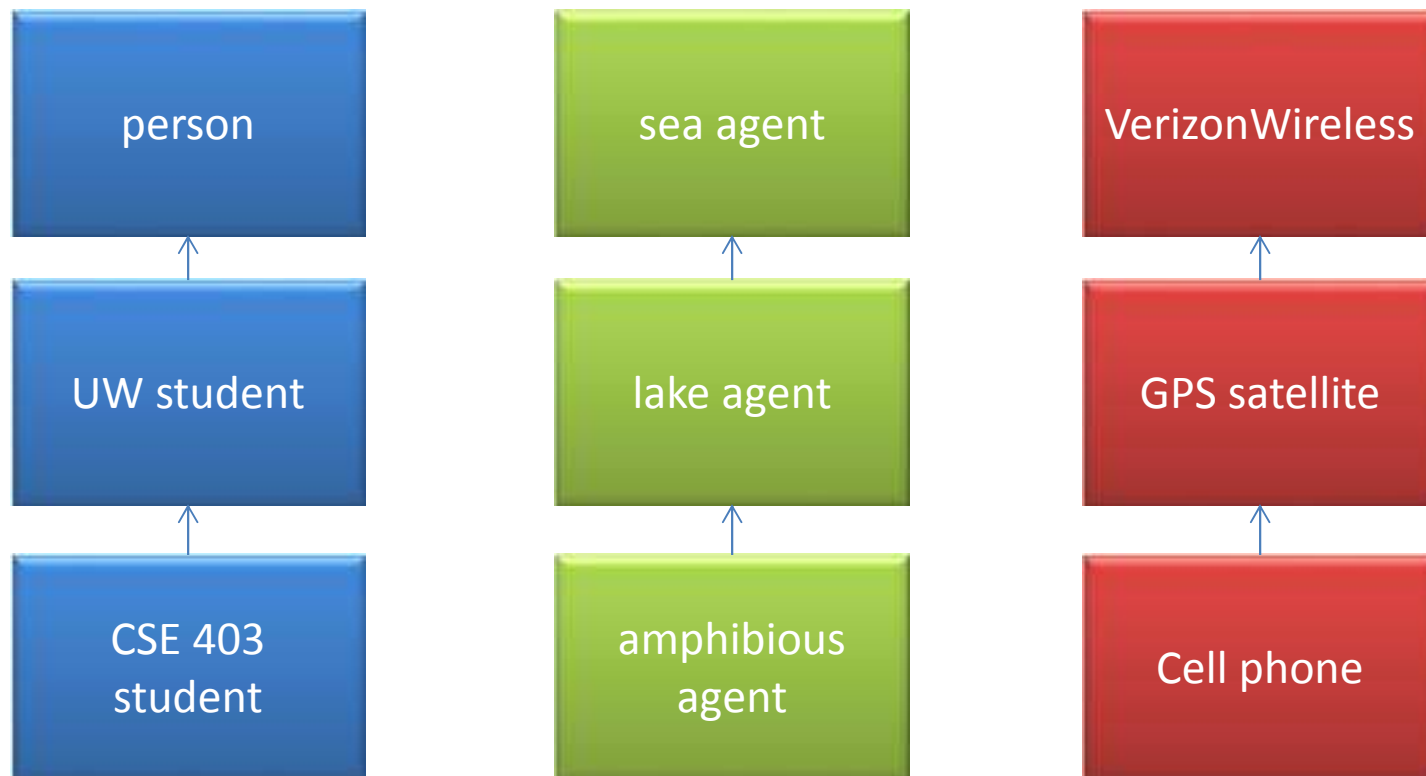 person
sea agent
VerizonWireless
UW student
lake agent
GPS satellite
CSE 403
student
amphibious
agent
Cell phone